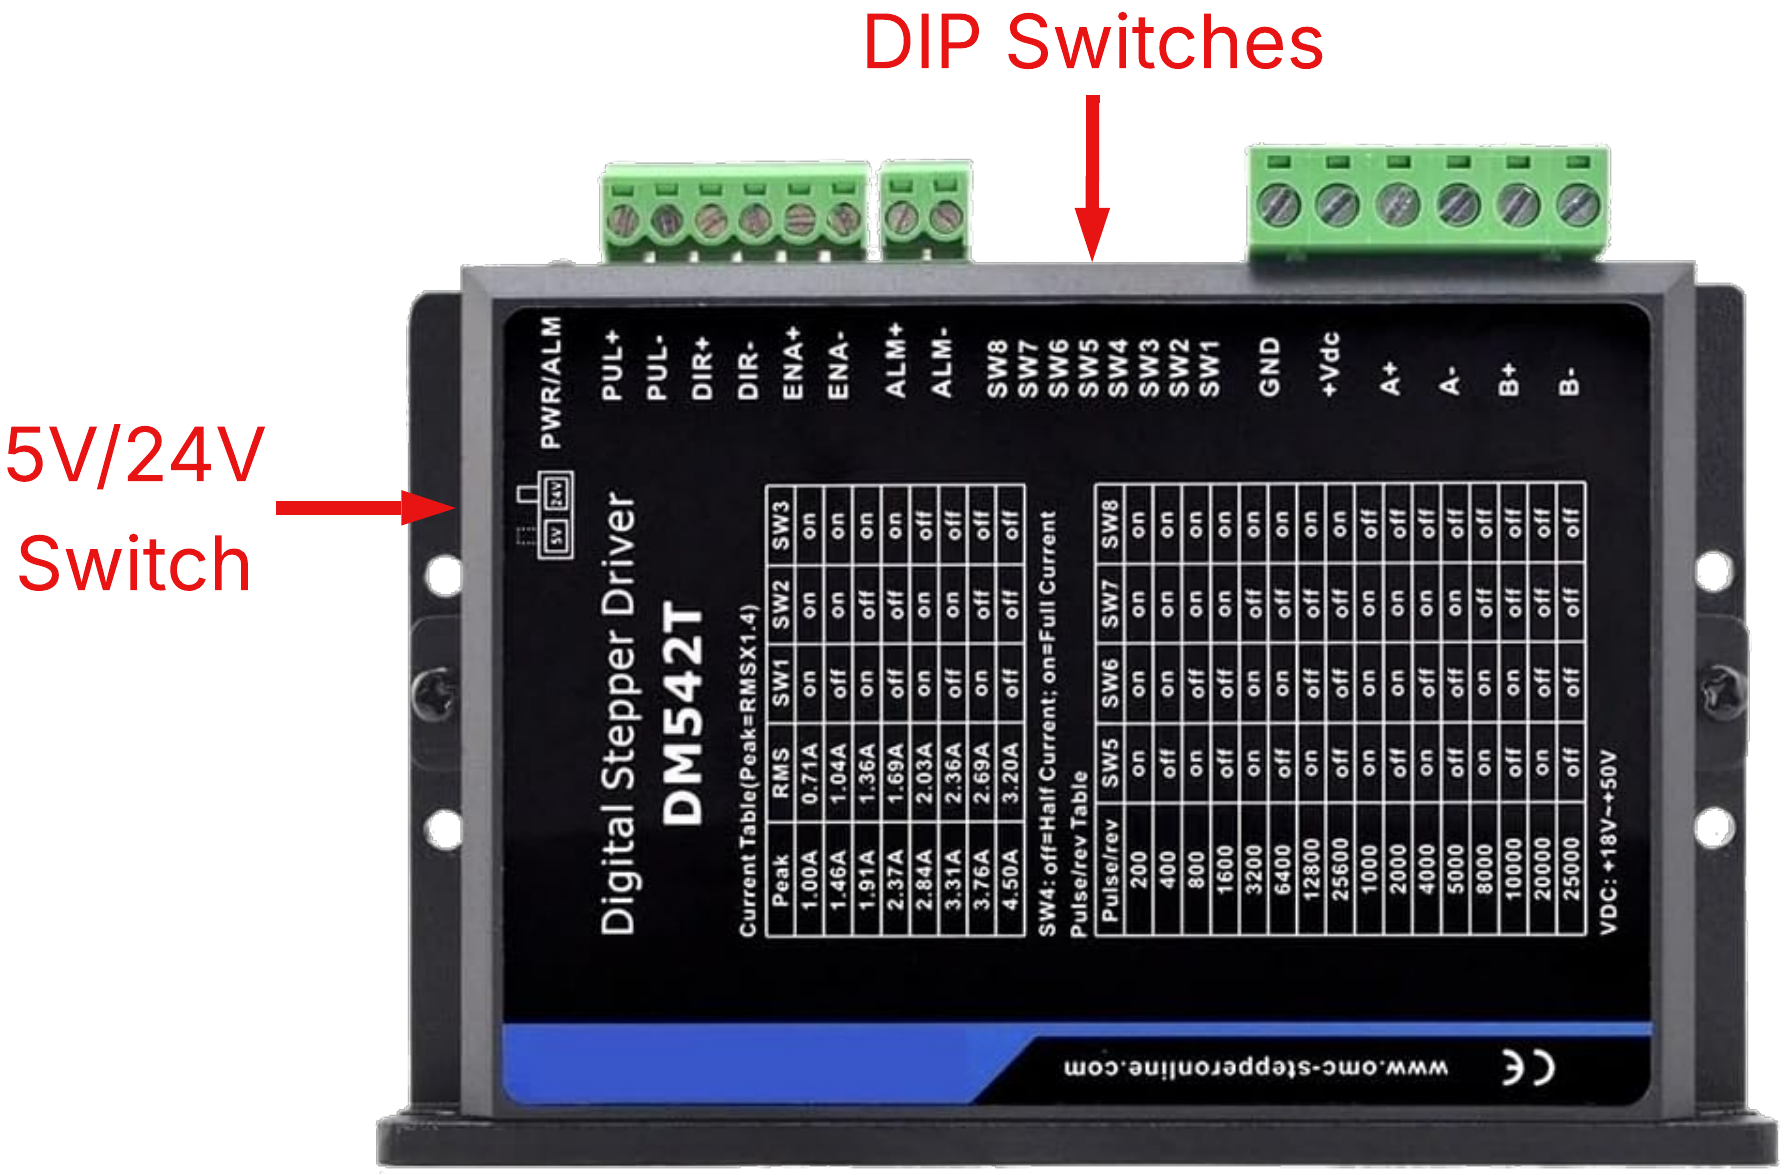 DIP Switches
5V/24V
Switch
PWR/ALM
PUL+
PUL-
DIR+
DIR-
ENA+
ENA-
ALM+
ALM-
SW8
SW7
SW6
SW5
SW4
SW3
SW2
SW1
GND
+Vdc
A+
A-
B+
B-
5V 24V
Digital Stepper Driver
DM542T
Current Table(Peak=RMSX1.4)
Peak RMS SW1 SW2 SW3
1.00A 0.71A on on on
1.46A 1.04A off on on
1.91A 1.36A on off on
2.37A 1.69A off off on
2.84A 2.03A on on off
3.31A 2.36A off on off
3.76A 2.69A on off off
4.50A 3.20A off off off
SW4: off=Half Current; on=Full Current
Pulse/rev Table
Pulse/rev SW5 SW6 SW7 SW8
200 on on on on
400 off on on on
800 on off on on
1600 off off on on
3200 on on off on
6400 off on off on
12800 on off off on
25600 off off off on
1000 on on on off
2000 off on on off
4000 on off on off
5000 off off on off
8000 on on off off
10000 off on off off
20000 on off off off
25000 off off off off
VDC: +18V~+50V
www.omc-stepperonline.com
CE